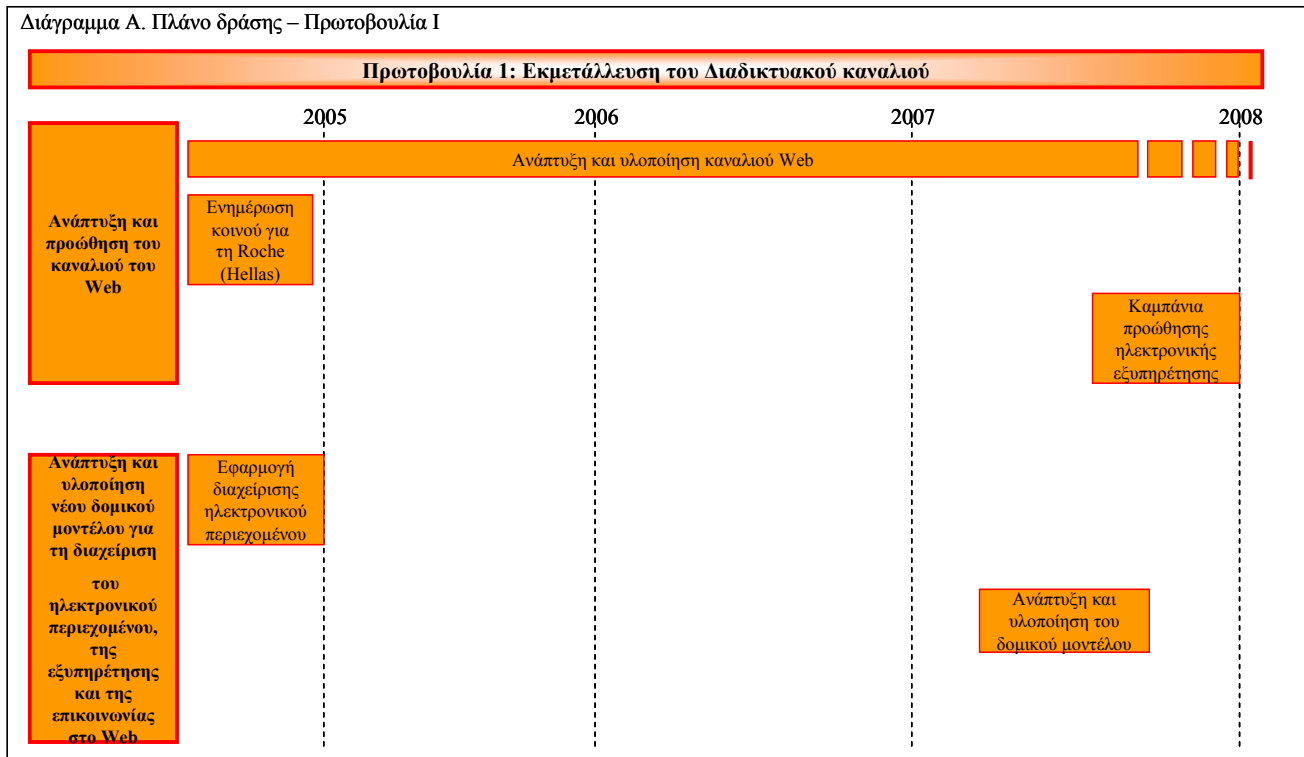 Διάγραμμα Α. Πλάνο δράσης – Πρωτοβουλία Ι
Πρωτοβουλία 1: Εκμετάλλευση του Διαδικτυακού καναλιού
2005
2006
2007
2008
Ανάπτυξη και
προώθηση του
καναλιού του
Web
Ανάπτυξη και υλοποίηση καναλιού Web
Ενημέρωση
κοινού για
τη Roche
(Hellas)
Καμπάνια
προώθησης
ηλεκτρονικής
εξυπηρέτησης
Ανάπτυξη και
υλοποίηση
νέου δομικού
μοντέλου για
τη διαχείριση
του
ηλεκτρονικού
περιεχομένου,
της
εξυπηρέτησης
και της
επικοινωνίας
στο Web
Εφαρμογή
διαχείρισης
ηλεκτρονικού
περιεχομένου
Ανάπτυξη και
υλοποίηση του
δομικού μοντέλου